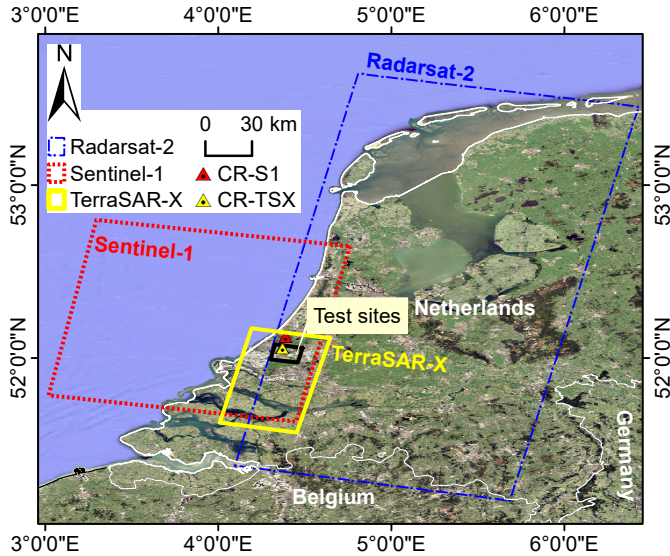 3°0'0"E 4°0'0"E 5°0'0"E 6°0'0"E
N
Radarsat-2
0 30 km
Radarsat-2
Sentinel-1 CR-S1
TerraSAR-X CR-TSX
53°0'0"N
53°0'0"N
Sentinel-1
Netherlands
Test sites
TerraSAR-X
52°0'0"N
52°0'0"N
Germany
Belgium
3°0'0"E 4°0'0"E 5°0'0"E 6°0'0"E